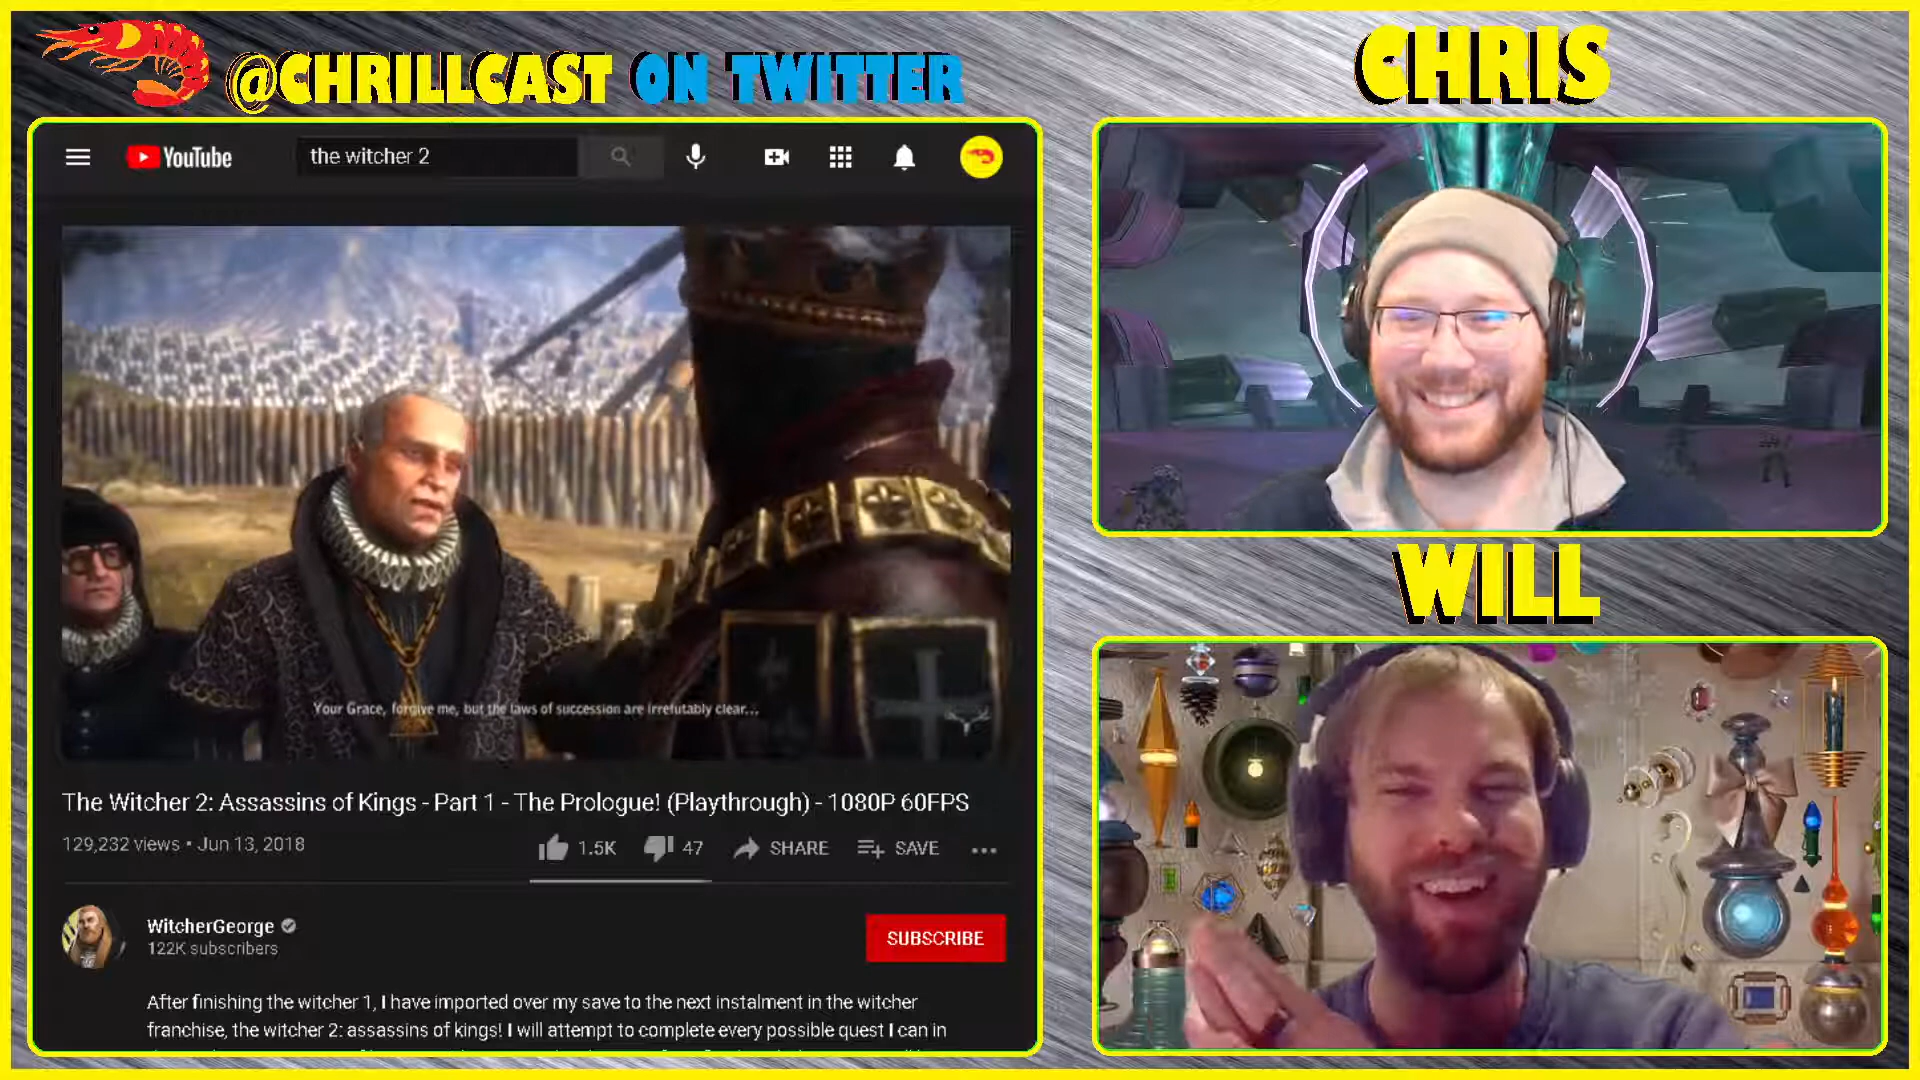 @CHRILLCAST ON TWITTER
CHRIS
YouTube
the witcher 2
Your Grace, forgive me, but the laws of succession are irrefutably clear...
The Witcher 2: Assassins of Kings - Part 1 - The Prologue! (Playthrough) - 1080P 60FPS
129,232 views • Jun 13, 2018
1.5K
47
SHARE
SAVE
WitcherGeorge
122K subscribers
SUBSCRIBE
After finishing the witcher 1, I have imported over my save to the next instalment in the witcher
franchise, the witcher 2: assassins of kings! I will attempt to complete every possible quest I can in
WILL